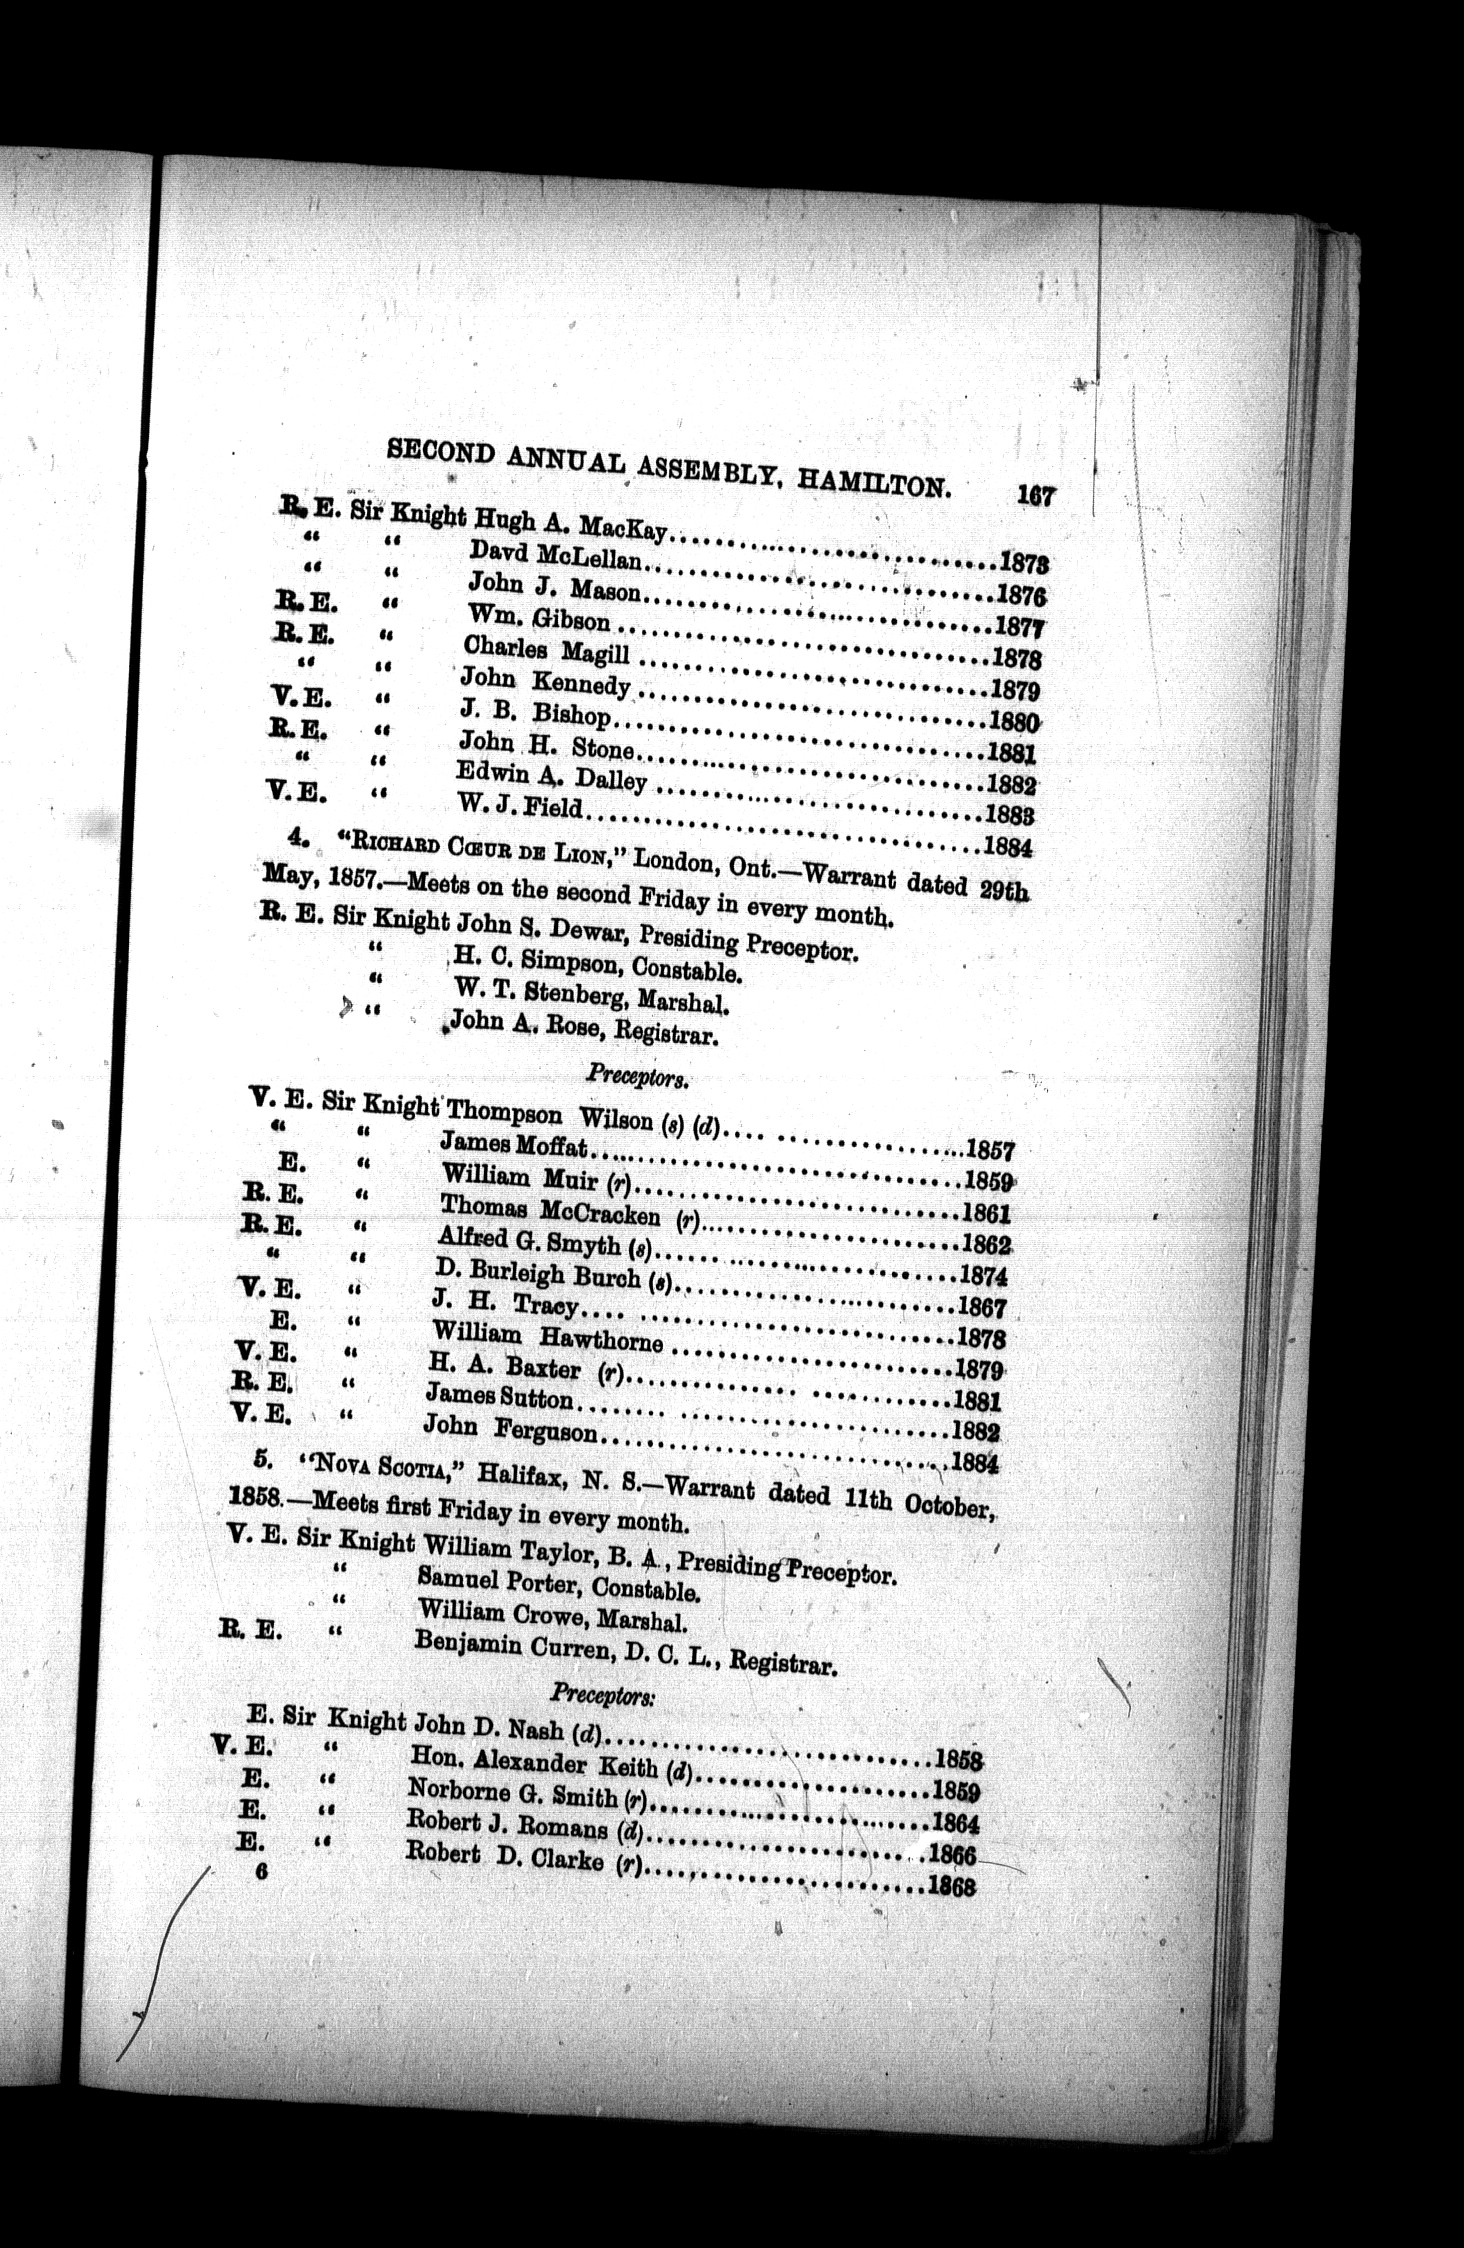 SECOND ANNUAL ASSEMBLY, HAMILTON. 167
R. E. Sir Knight Hugh A. MacKay..............................1873
" " Davd McLellan..............................1876
" " John J. Mason..............................1877
R. E. " Wm. Gibson ..............................1878
R. E. " Charles Magill ..............................1879
" " John Kennedy ..............................1880
V. E. " J. B. Bishop..............................1881
R. E. " John H. Stone..............................1882
" " Edwin A. Dalley ..............................1883
V. E. " W. J. Field..............................1884
4. "RICHARD CŒUR DE LION," London, Ont.—Warrant dated 29th
May, 1857.—Meets on the second Friday in every month.
R. E. Sir Knight John S. Dewar, Presiding Preceptor.
" H. C. Simpson, Constable.
" W. T. Stenberg, Marshal.
" John A. Rose, Registrar.
Preceptors.
V. E. Sir Knight Thompson Wilson (s) (d).... ..................1857
" " James Moffat..............................1859
E. " William Muir (r)..............................1861
R. E. " Thomas McCracken (r)..............................1862
R. E. " Alfred G. Smyth (s)..............................1874
" " D. Burleigh Burch (s)..............................1867
V. E. " J. H. Tracy.... ..............................1878
E. " William Hawthorne ..............................1879
V. E. " H. A. Baxter (r)..............................1881
R. E. " James Sutton..............................1882
V. E. " John Ferguson..............................1884
5. "NOVA SCOTIA," Halifax, N. S.—Warrant dated 11th October,
1858.—Meets first Friday in every month.
V. E. Sir Knight William Taylor, B. A., Presiding Preceptor.
" Samuel Porter, Constable.
" William Crowe, Marshal.
R. E. " Benjamin Curren, D. C. L., Registrar.
Preceptors:
E. Sir Knight John D. Nash (d)..............................1858
V. E. " Hon. Alexander Keith (d)..............................1859
E. " Norborne G. Smith (r)..............................1864
E. " Robert J. Romans (d)..............................1866
E. " Robert D. Clarke (r)..............................1868
6